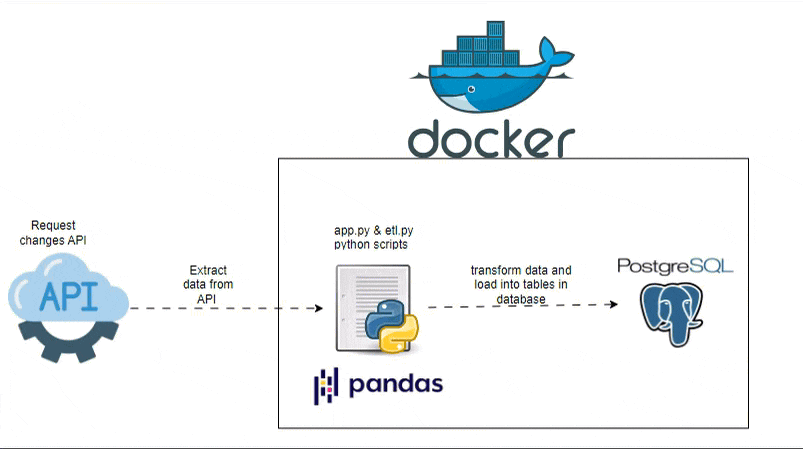 docker
Request
changes API
API
Extract
data from
API
app.py & etl.py
python scripts
pandas
transform data and
load into tables in
database
PostgreSQL